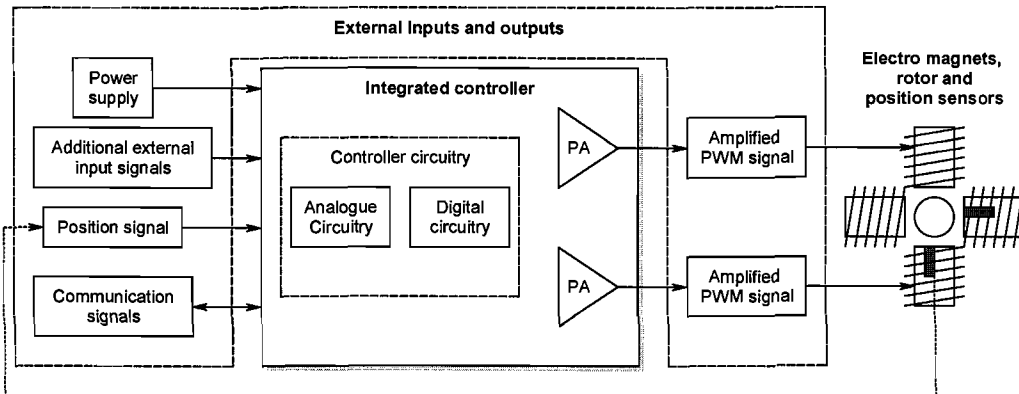 External Inputs and outputs
Electro magnets,
rotor and
position sensors
Power
supply
Integrated controller
Additional external
input signals
Controller circuitry
PA
Amplified
PWM signal
Analogue
Circuitry
Digital
circuitry
Position signal
Communication
signals
PA
Amplified
PWM signal